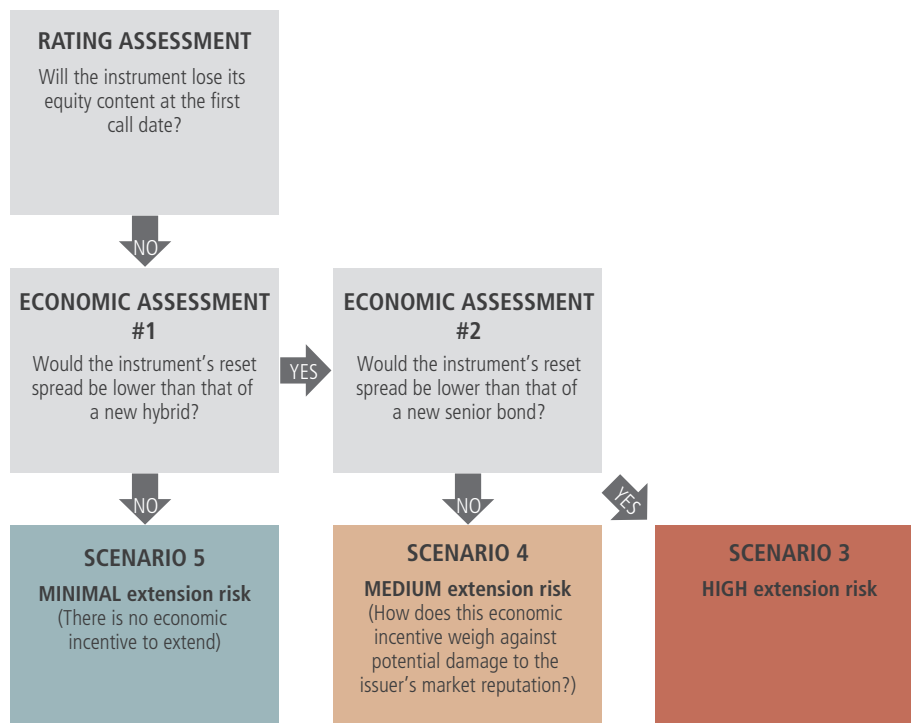 RATING ASSESSMENT
Will the instrument lose its
equity content at the first
call date?
NO
ECONOMIC ASSESSMENT
#1
Would the instrument’s reset
spread be lower than that of
a new hybrid?
YES
ECONOMIC ASSESSMENT
#2
Would the instrument’s reset
spread be lower than that of
a new senior bond?
NO
NO
YES
SCENARIO 5
MINIMAL extension risk
(There is no economic
incentive to extend)
SCENARIO 4
MEDIUM extension risk
(How does this economic
incentive weigh against
potential damage to the
issuer’s market reputation?)
SCENARIO 3
HIGH extension risk